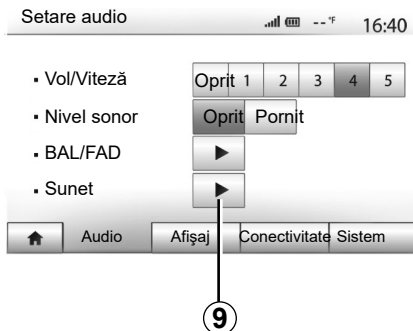 Setare audio --°F 16:40
▪ Vol/Viteză Oprit 1 2 3 4 5
▪ Nivel sonor Oprit Pornit
▪ BAL/FAD
▪ Sunet
Audio Afişaj Conectivitate Sistem
9